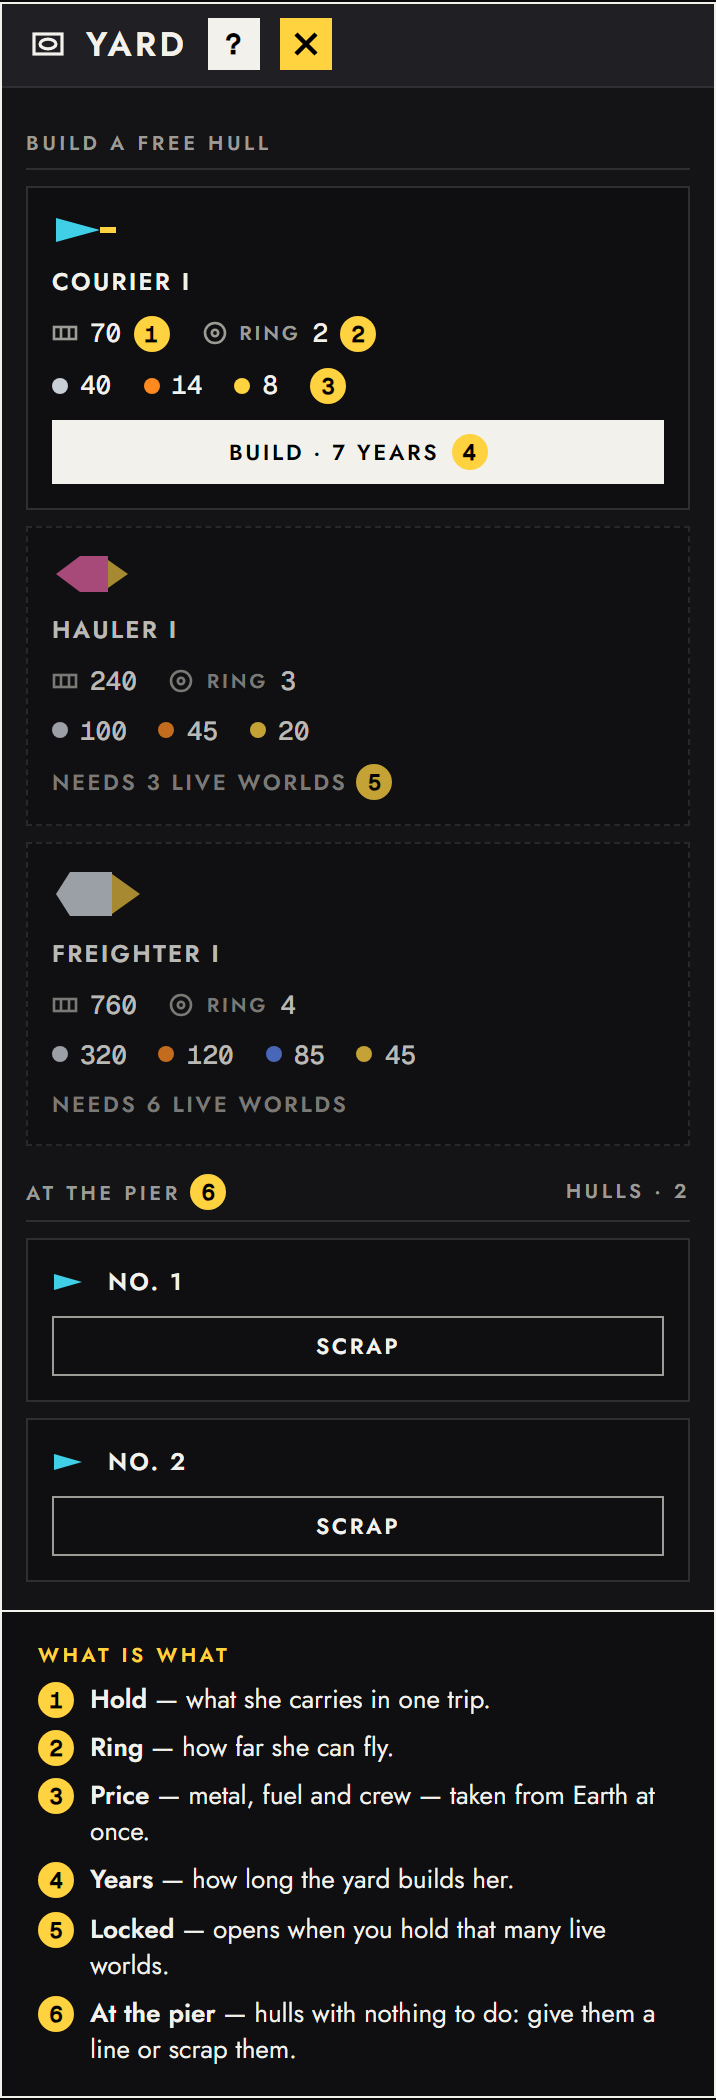 YARD ? ✕
BUILD A FREE HULL
COURIER I
70 1 RING 2 2
40 14 8 3
BUILD · 7 YEARS 4
HAULER I
240 RING 3
100 45 20
NEEDS 3 LIVE WORLDS 5
FREIGHTER I
760 RING 4
320 120 85 45
NEEDS 6 LIVE WORLDS
AT THE PIER 6 HULLS · 2
NO. 1
SCRAP
NO. 2
SCRAP
WHAT IS WHAT
1 Hold — what she carries in one trip.
2 Ring — how far she can fly.
3 Price — metal, fuel and crew — taken from Earth at
once.
4 Years — how long the yard builds her.
5 Locked — opens when you hold that many live
worlds.
6 At the pier — hulls with nothing to do: give them a
line or scrap them.